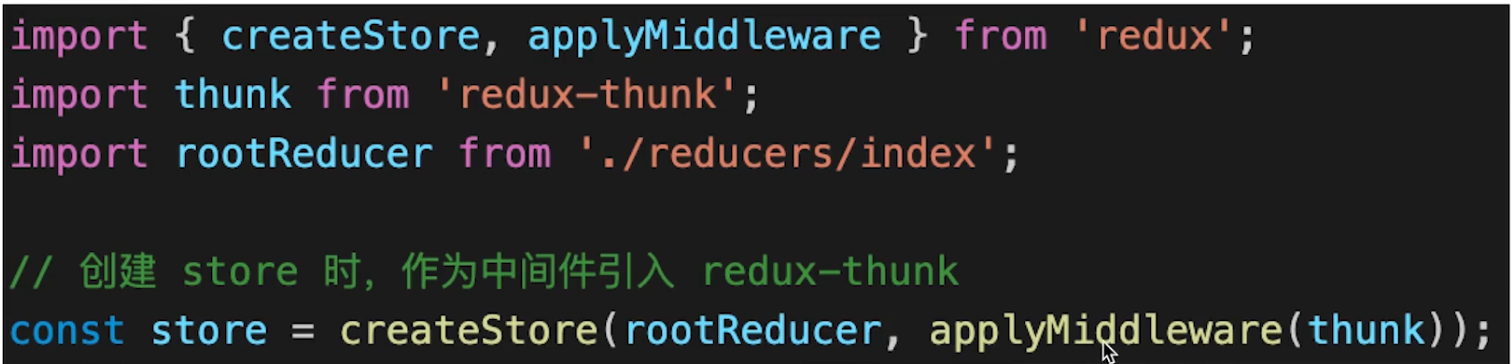 import { createStore, applyMiddleware } from 'redux';
import thunk from 'redux-thunk';
import rootReducer from './reducers/index';
// 创建 store 时，作为中间件引入 redux-thunk
const store = createStore(rootReducer, applyMiddleware(thunk));